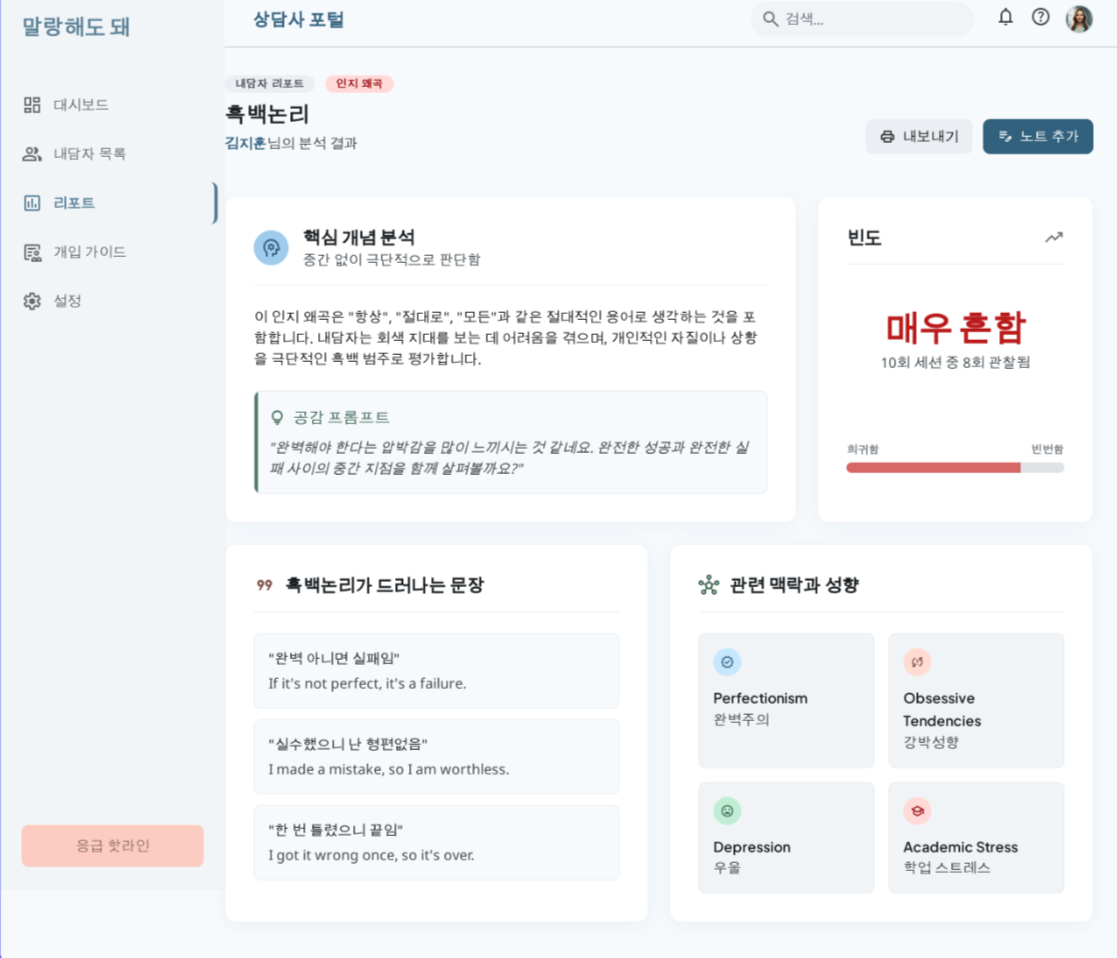 말랑해도 돼
상담사 포털
검색...
대시보드
내담자 목록
리포트
개입 가이드
설정
응급 핫라인
내담자 리포트
인지 왜곡
흑백논리
김지훈님의 분석 결과
내보내기
노트 추가
핵심 개념 분석
중간 없이 극단적으로 판단함
이 인지 왜곡은 "항상", "절대로", "모든"과 같은 절대적인 용어로 생각하는 것을 포
함합니다. 내담자는 회색 지대를 보는 데 어려움을 겪으며, 개인적인 자질이나 상황
을 극단적인 흑백 범주로 평가합니다.
공감 프롬프트
"완벽해야 한다는 압박감을 많이 느끼시는 것 같네요. 완전한 성공과 완전한 실
패 사이의 중간 지점을 함께 살펴볼까요?"
빈도
매우 흔함
10회 세션 중 8회 관찰됨
희귀함
빈번함
흑백논리가 드러나는 문장
"완벽 아니면 실패임"
If it's not perfect, it's a failure.
"실수했으니 난 형편없음"
I made a mistake, so I am worthless.
"한 번 틀렸으니 끝임"
I got it wrong once, so it's over.
관련 맥락과 성향
Perfectionism
완벽주의
Obsessive
Tendencies
강박성향
Depression
우울
Academic Stress
학업 스트레스